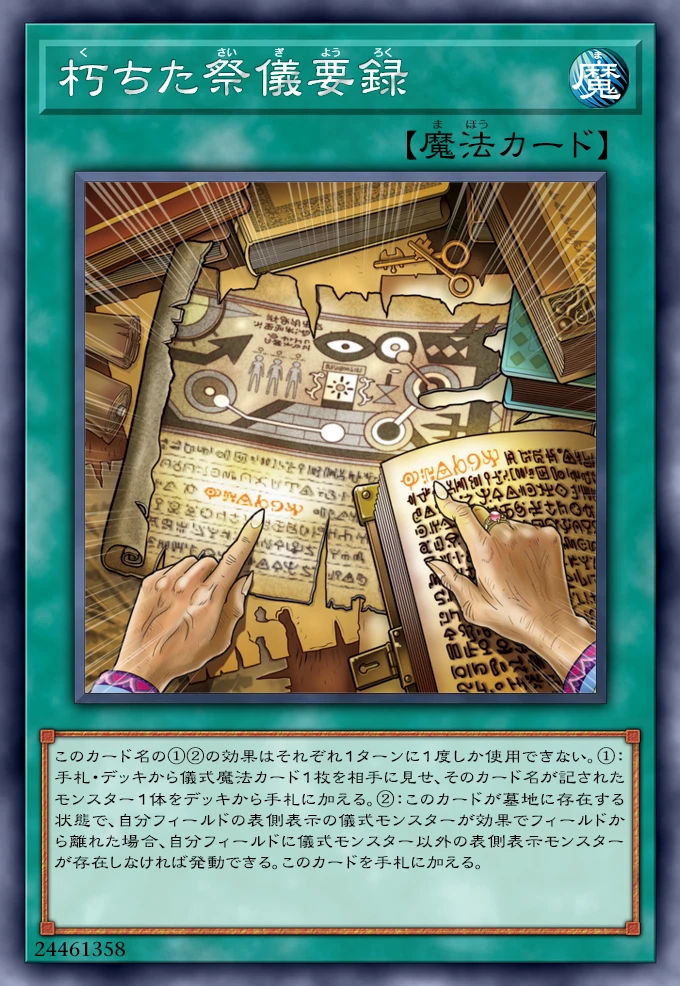 朽ちた祭儀要録
魔
【魔法カード】
このカード名の①②の効果はそれぞれ1ターンに1度しか使用できない。①：
手札・デッキから儀式魔法カード1枚を相手に見せ、そのカード名が記された
モンスター1体をデッキから手札に加える。②：このカードが墓地に存在する
状態で、自分フィールドの表側表示の儀式モンスターが効果でフィールドか
ら離れた場合、自分フィールドに儀式モンスター以外の表側表示モンスター
が存在しなければ発動できる。このカードを手札に加える。
24461358